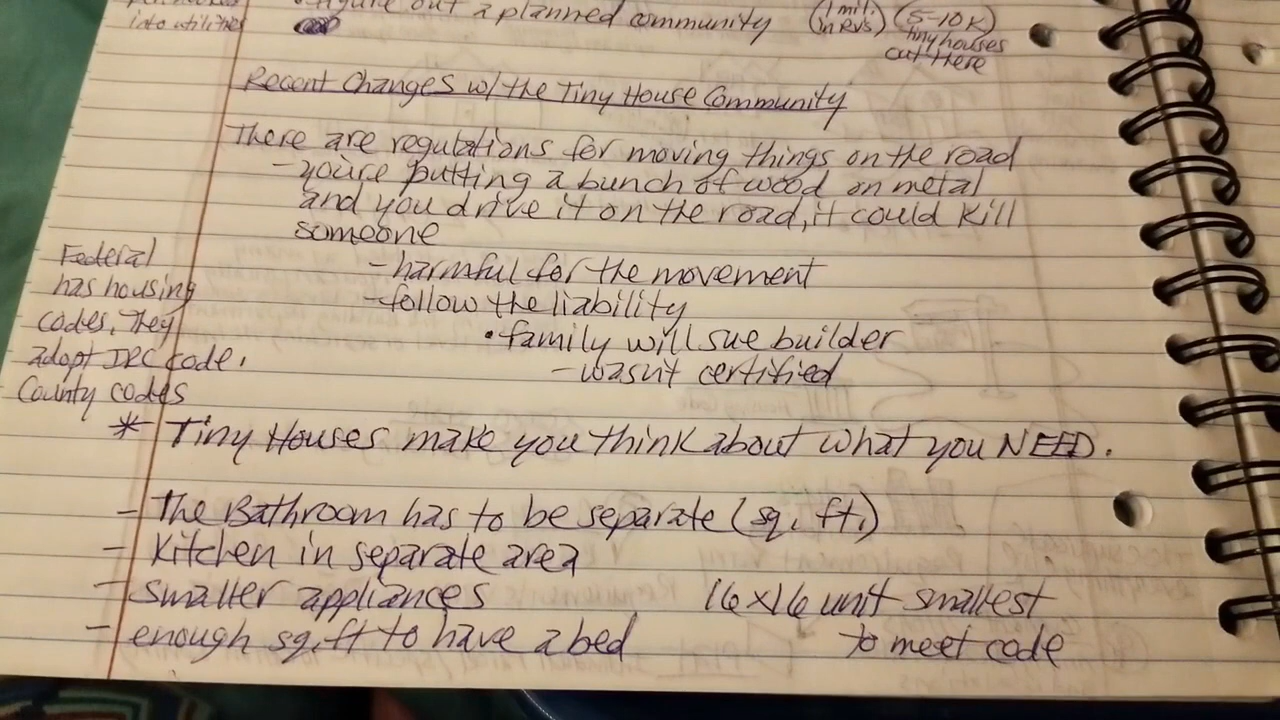 into utilities
figure out a planned community (1 mil. in RVs) (5-10K) tiny houses out there
Recent Changes w/ the Tiny House Community
There are regulations for moving things on the road
- you're putting a bunch of wood on metal
and you drive it on the road, it could kill
someone
- harmful for the movement
- follow the liability
• family will sue builder
- wasn't certified
Federal
has housing
codes. They
adopt IRC code.
County codes
* Tiny Houses make you think about what you NEED.
- The Bathroom has to be separate (sq. ft.)
- Kitchen in separate area
- smaller appliances
- enough sq. ft to have a bed
16x16 unit smallest
to meet code